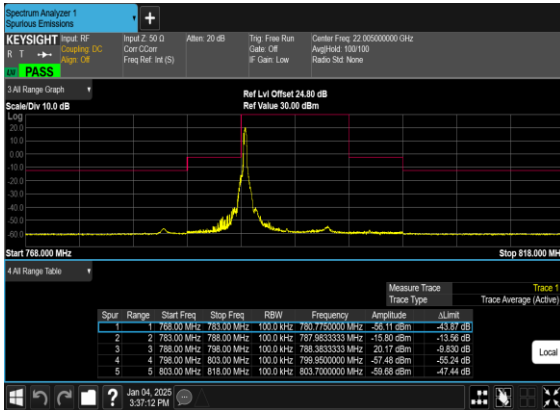 Spectrum Analyzer 1
Spurious Emissions
+
KEYSIGHT Input: RF Input Z: 50 Ω Atten: 20 dB Trig: Free Run Center Freq: 22.005000000 GHz
R T Coupling: DC Corr CCorr Gate: Off Avg|Hold: 100/100
Align: Off Freq Ref: Int (S) IF Gain: Low Radio Std: None
LXI PASS
3 All Range Graph
Ref Lvl Offset 24.80 dB
Scale/Div 10.0 dB Ref Value 30.00 dBm
Log
20.0
10.0
0.00
-10.0
-20.0
-30.0
-40.0
-50.0
-60.0
Start 768.000 MHz Stop 818.000 MH
4 All Range Table
Measure Trace Trace 1
Trace Type Trace Average (Active)
Spur Range Start Freq Stop Freq RBW Frequency Amplitude ΔLimit
1 1 768.00 MHz 783.00 MHz 100.0 kHz 780.7750000 MHz -56.11 dBm -43.87 dB
2 2 783.00 MHz 788.00 MHz 100.0 kHz 787.9833333 MHz -15.80 dBm -13.56 dB
3 3 788.00 MHz 798.00 MHz 100.0 kHz 788.3833333 MHz 20.17 dBm -9.830 dB
4 4 798.00 MHz 803.00 MHz 100.0 kHz 799.9500000 MHz -57.48 dBm -55.24 dB
5 5 803.00 MHz 818.00 MHz 100.0 kHz 803.7000000 MHz -59.68 dBm -47.44 dB
Local
?
Jan 04, 2025
3:37:12 PM